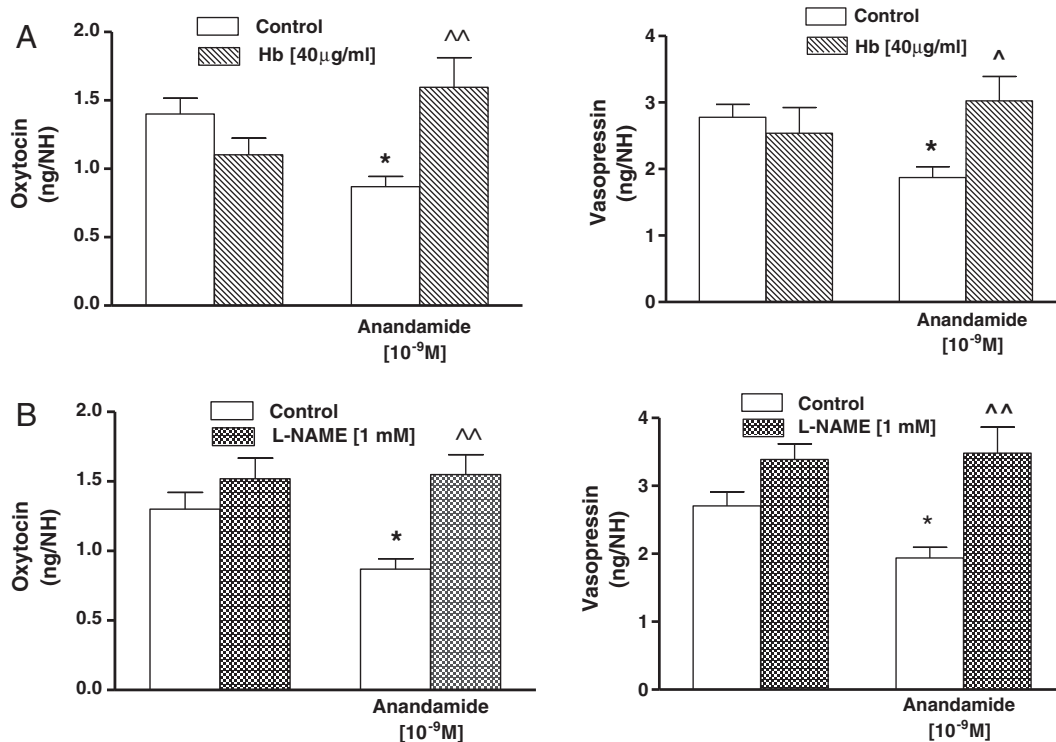 A
Control
Hb [40μg/ml]
^^
2.0
1.5
1.0
0.5
0.0
Oxytocin
(ng/NH)
*
Anandamide
[10⁻⁹M]
Control
Hb [40μg/ml]
^
4
3
2
1
0
Vasopressin
(ng/NH)
*
Anandamide
[10⁻⁹M]
B
Control
L-NAME [1 mM]
^^
2.0
1.5
1.0
0.5
0.0
Oxytocin
(ng/NH)
*
Anandamide
[10⁻⁹M]
Control
L-NAME [1 mM]
^^
4
3
2
1
0
Vasopressin
(ng/NH)
*
Anandamide
[10⁻⁹M]